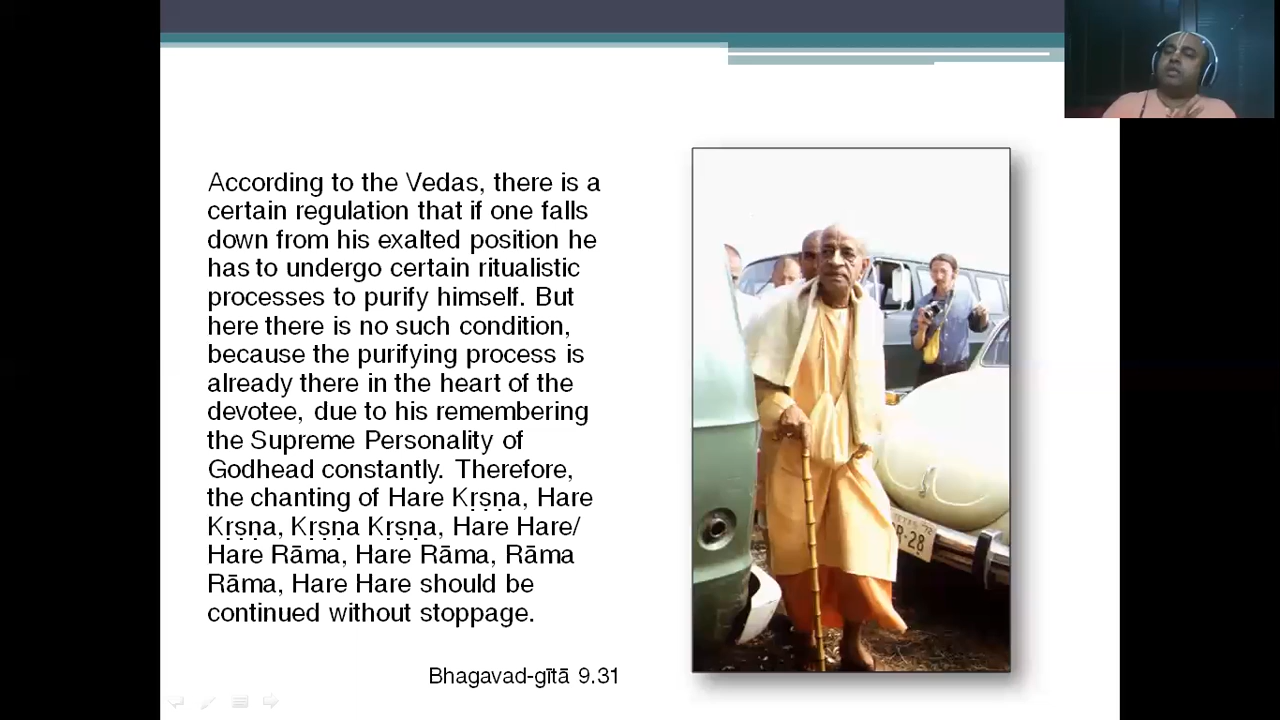 According to the Vedas, there is a
certain regulation that if one falls
down from his exalted position he
has to undergo certain ritualistic
processes to purify himself. But
here there is no such condition,
because the purifying process is
already there in the heart of the
devotee, due to his remembering
the Supreme Personality of
Godhead constantly. Therefore,
the chanting of Hare Kṛṣṇa, Hare
Kṛṣṇa, Kṛṣṇa Kṛṣṇa, Hare Hare/
Hare Rāma, Hare Rāma, Rāma
Rāma, Hare Hare should be
continued without stoppage.
Bhagavad-gītā 9.31